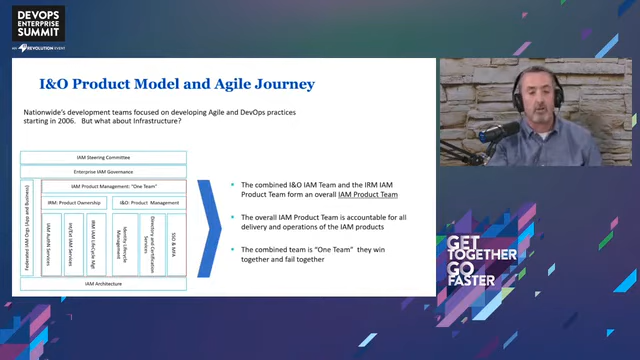 DEVOPS
ENTERPRISE
SUMMIT
AN IT REVOLUTION EVENT
I&O Product Model and Agile Journey
Nationwide's development teams focused on developing Agile and DevOps practices
starting in 2006. But what about Infrastructure?
IAM Steering Committee
Enterprise IAM Governance
Federated IAM Orgs (App and Business)
IAM Product Management: "One Team"
IRM: Product Ownership
I&O: Product Management
IAM AuthN Services
Int/Ext IAM Services
IRM IAM LifeCycle Mgt
Identity Lifecycle
Management
Directory and Certification
Services
SSO & MFA
IAM Architecture
The combined I&O IAM Team and the IRM IAM
Product Team form an overall IAM Product Team
The overall IAM Product Team is accountable for all
delivery and operations of the IAM products
The combined team is "One Team" they win
together and fail together
GET
TOGETHER
GO
FASTER